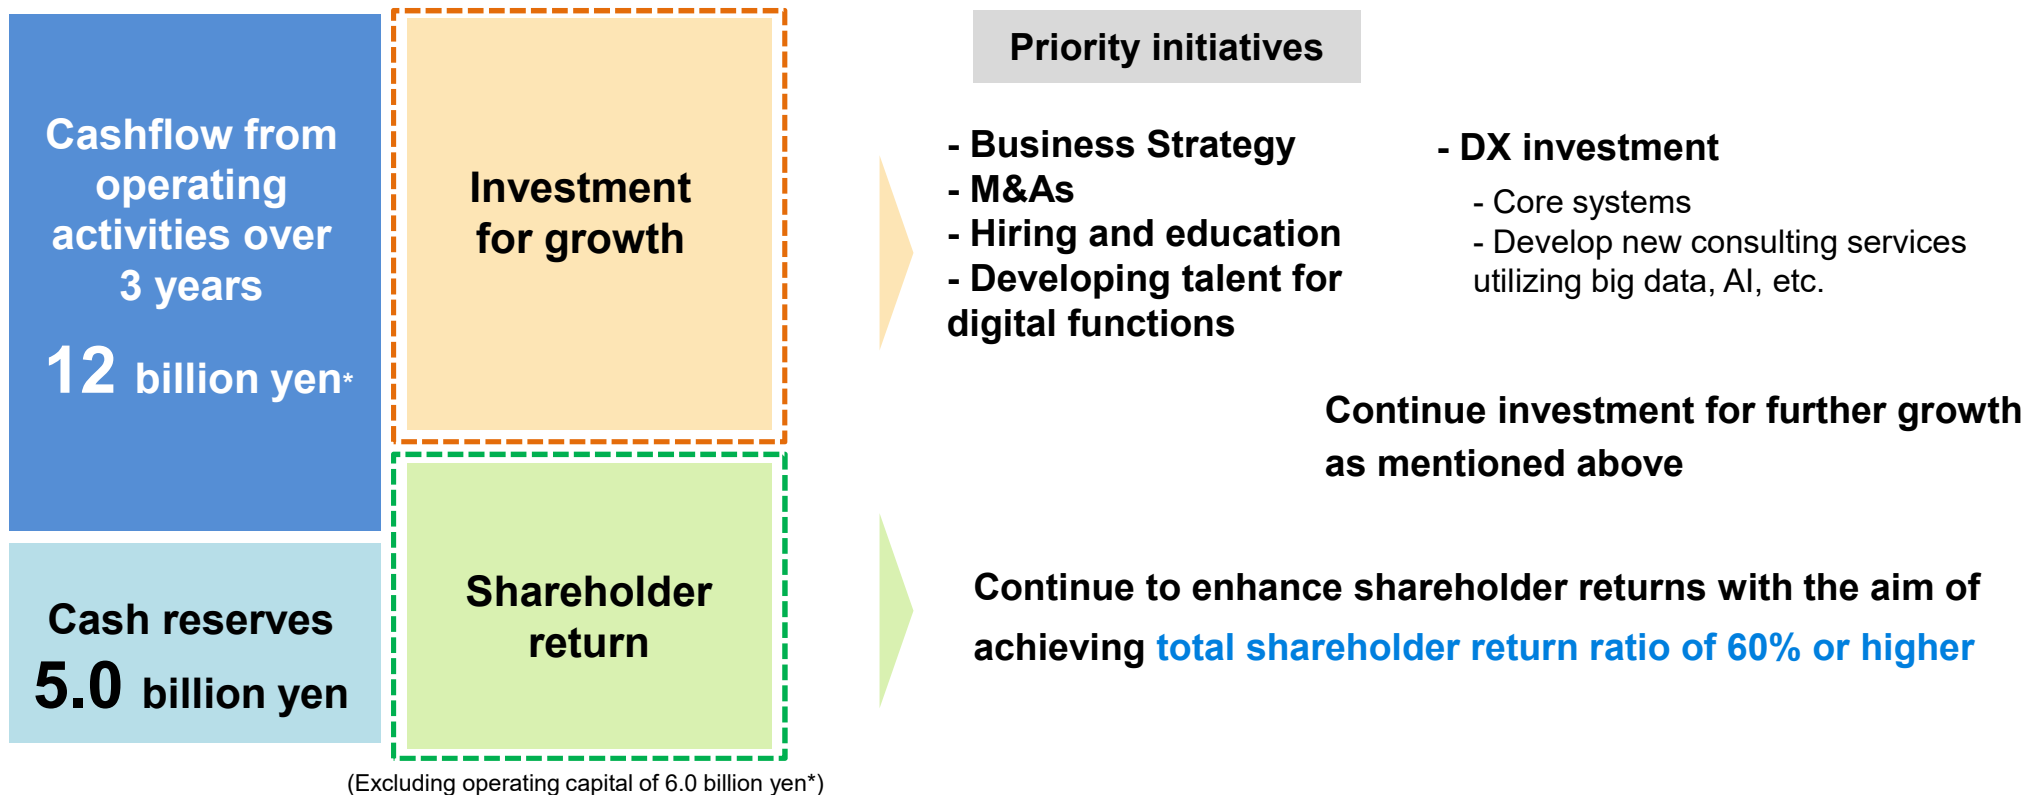 Cashflow from
operating
activities over
3 years
12 billion yen*
Cash reserves
5.0 billion yen
Investment
for growth
Shareholder
return
(Excluding operating capital of 6.0 billion yen*)
Priority initiatives
- Business Strategy
- M&As
- Hiring and education
- Developing talent for
digital functions
- DX investment
- Core systems
- Develop new consulting services
utilizing big data, AI, etc.
Continue investment for further growth
as mentioned above
Continue to enhance shareholder returns with the aim of
achieving total shareholder return ratio of 60% or higher